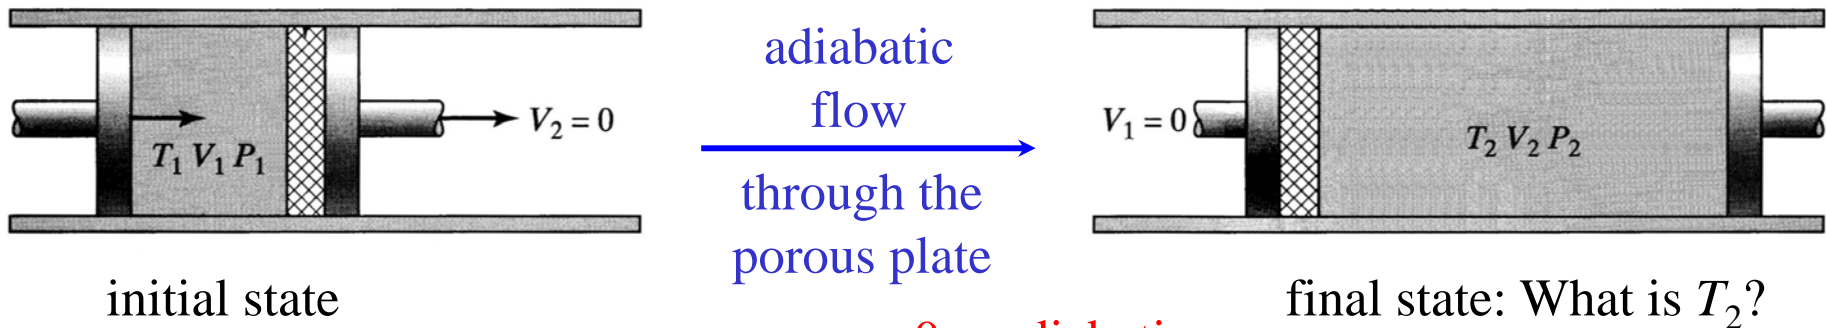 T₁ V₁ P₁
V₂ = 0
initial state
adiabatic
flow
through the
porous plate
V₁ = 0
T₂ V₂ P₂
final state: What is T₂?